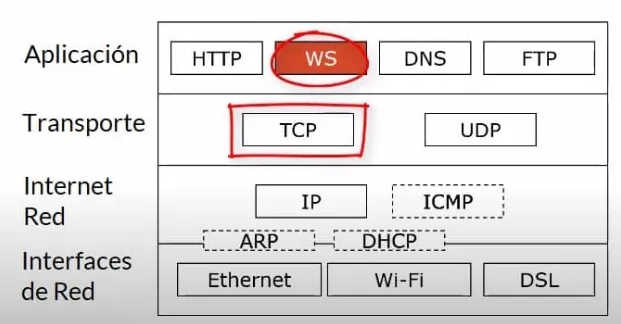 Aplicación
HTTP WS DNS FTP
Transporte
TCP UDP
Internet
Red
IP ICMP
ARP DHCP
Interfaces
de Red
Ethernet Wi-Fi DSL